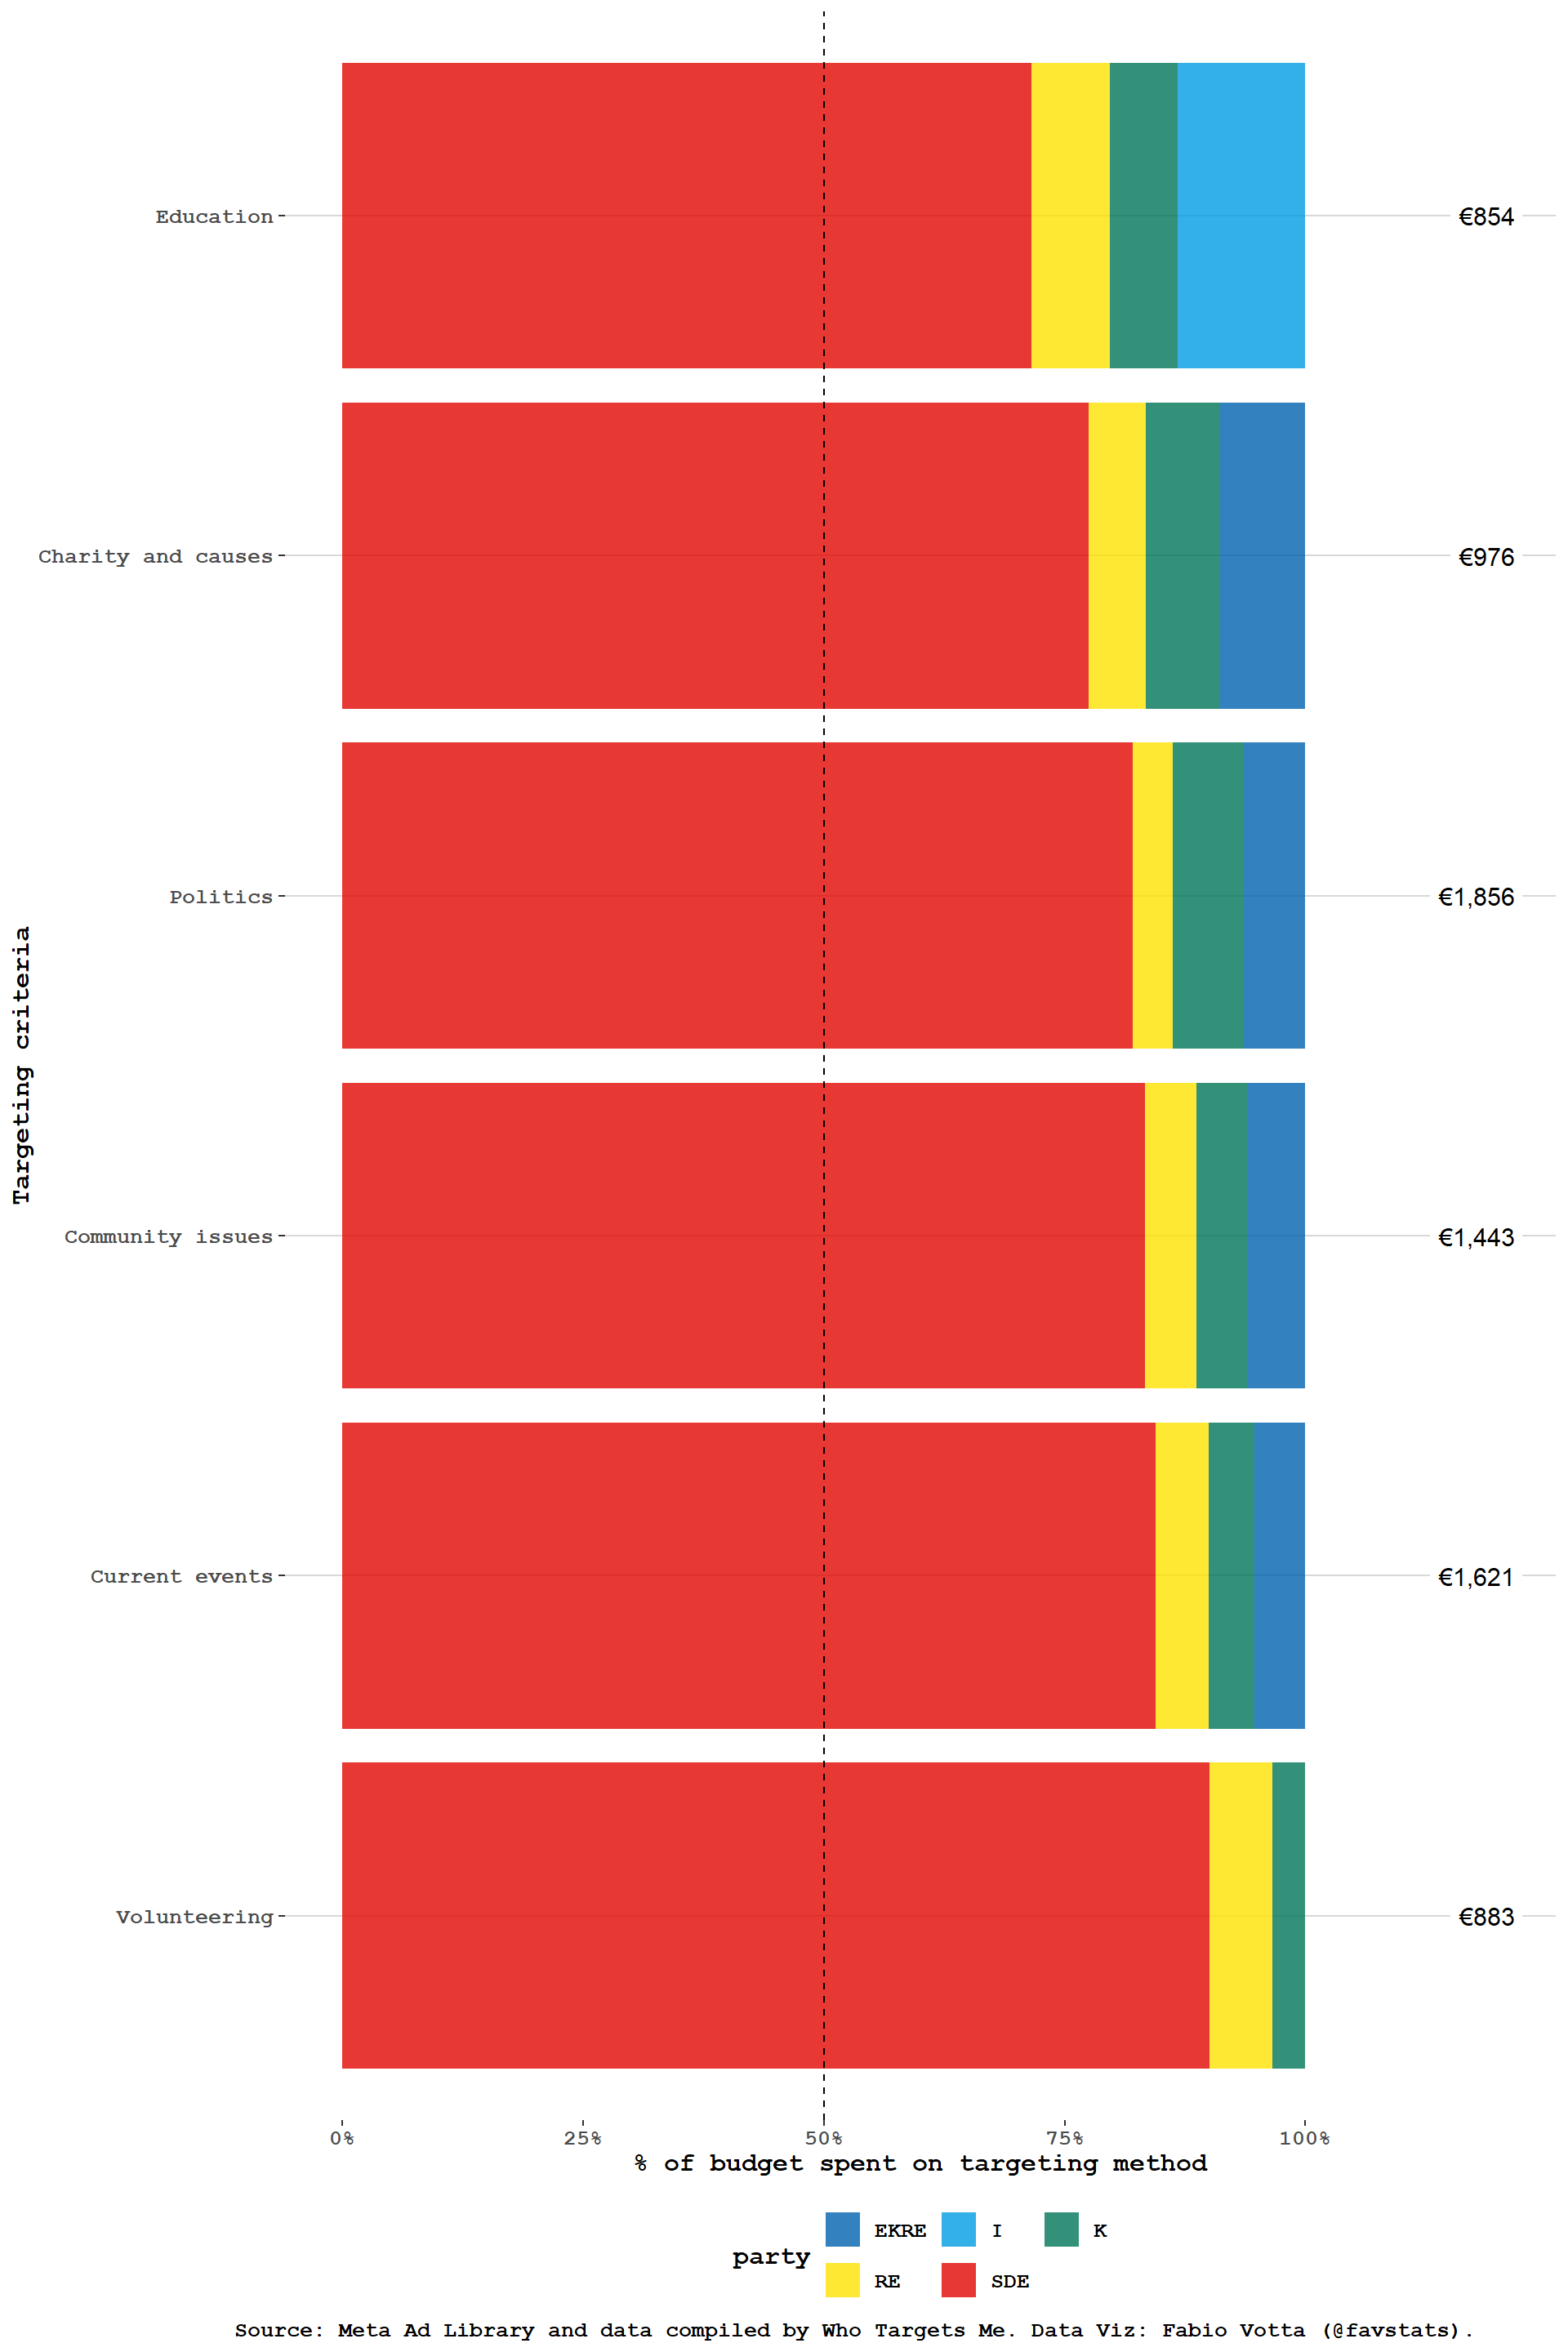 Education
€854
Charity and causes
€976
Politics
€1,856
Targeting criteria
Community issues
€1,443
Current events
€1,621
Volunteering
€883
0% 25% 50% 75% 100%
% of budget spent on targeting method
party
EKRE I K
RE SDE
Source: Meta Ad Library and data compiled by Who Targets Me. Data Viz: Fabio Votta (@favstats).